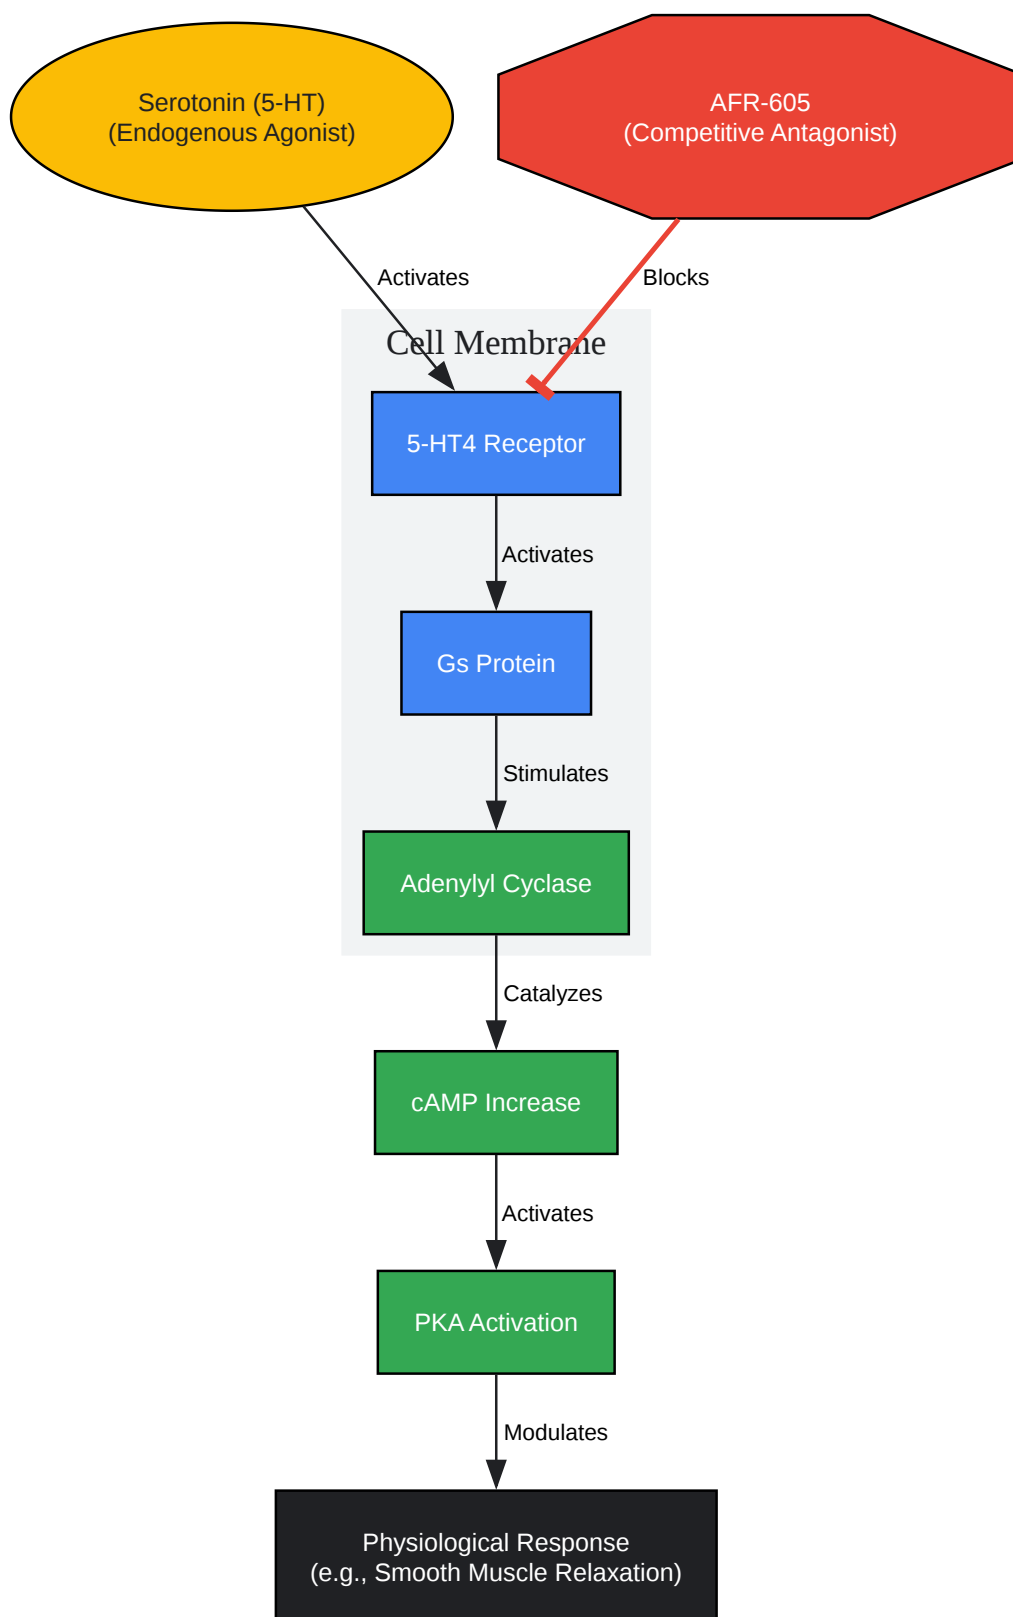 Serotonin (5-HT)
(Endogenous Agonist)
AFR-605
(Competitive Antagonist)
Activates
Blocks
Cell Membrane
5-HT4 Receptor
Activates
Gs Protein
Stimulates
Adenylyl Cyclase
Catalyzes
cAMP Increase
Activates
PKA Activation
Modulates
Physiological Response
(e.g., Smooth Muscle Relaxation)